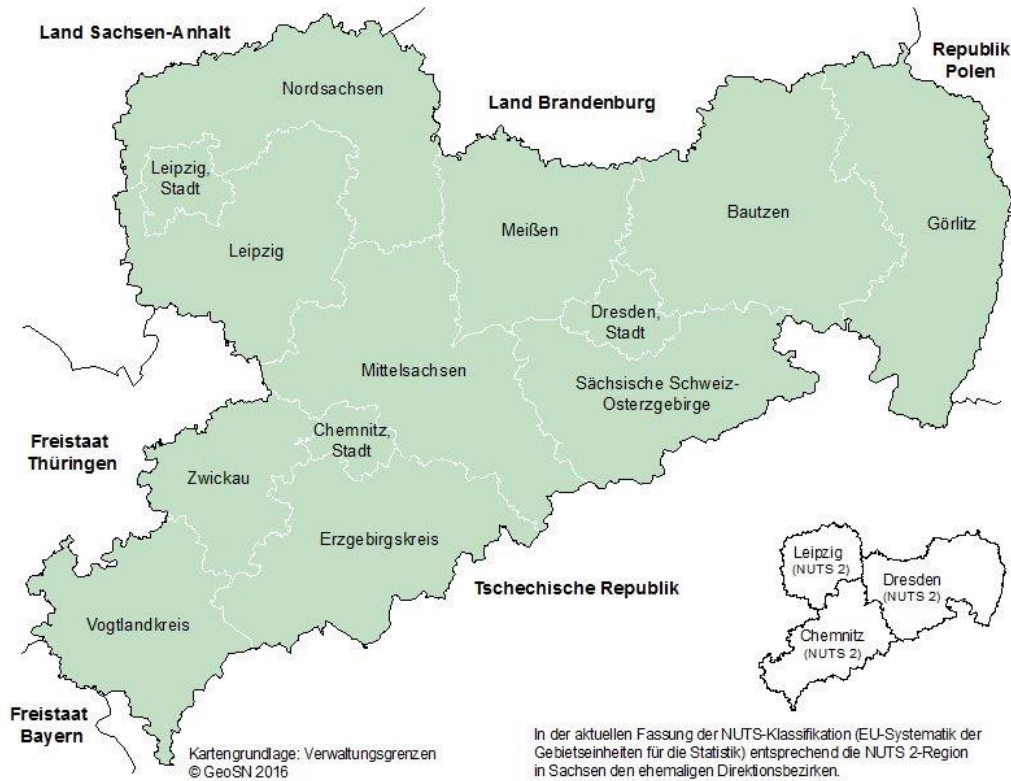 Land Sachsen-Anhalt
Republik
Polen
Nordsachsen
Land Brandenburg
Leipzig,
Stadt
Bautzen
Meißen
Görlitz
Leipzig
Dresden,
Stadt
Mittelsachsen
Sächsische Schweiz-
Osterzgebirge
Chemnitz,
Stadt
Freistaat
Thüringen
Zwickau
Erzgebirgskreis
Leipzig
(NUTS 2)
Dresden
(NUTS 2)
Tschechische Republik
Vogtlandkreis
Chemnitz
(NUTS 2)
Freistaat
Bayern
Kartengrundlage: Verwaltungsgrenzen
© GeoSN 2016
In der aktuellen Fassung der NUTS-Klassifikation (EU-Systematik der
Gebietseinheiten für die Statistik) entsprechend die NUTS 2-Region
in Sachsen den ehemaligen Direktionsbezirken.